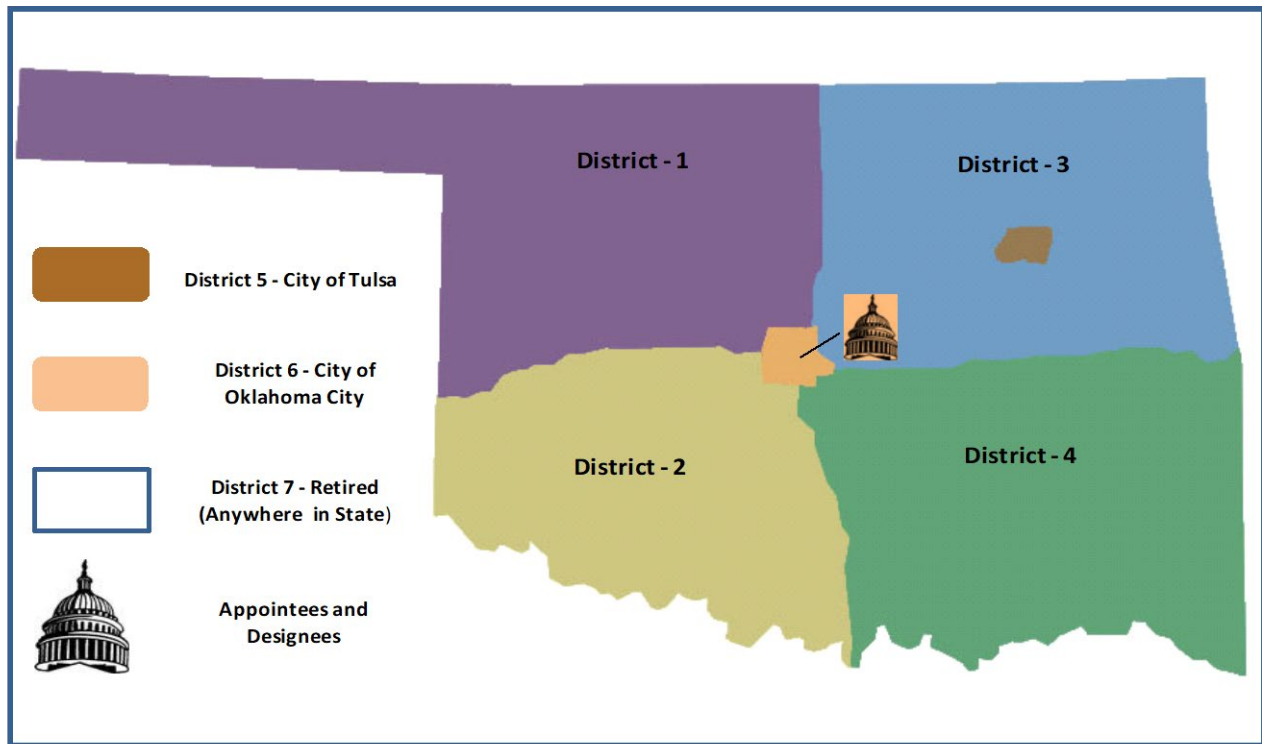 District - 1
District - 3
District 5 - City of Tulsa
District 6 - City of
Oklahoma City
District - 2
District - 4
District 7 - Retired
(Anywhere in State)
Appointees and
Designees